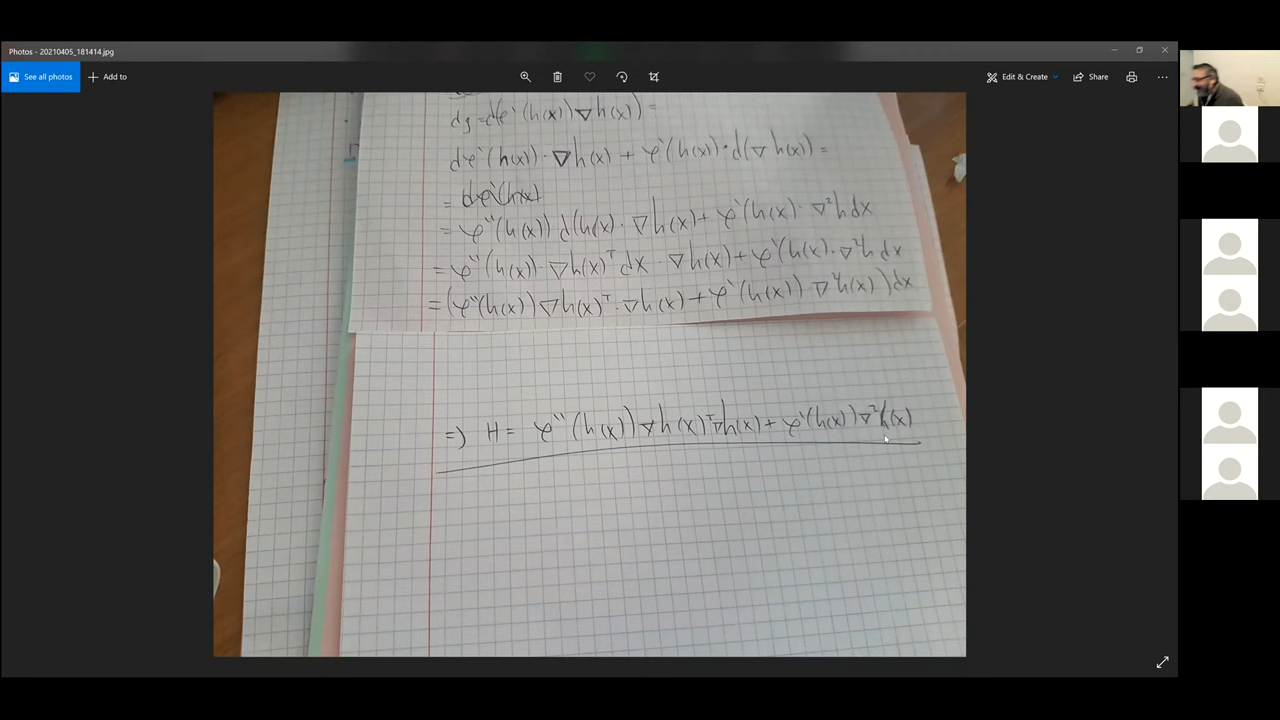 Photos - 20210405_181414.jpg
See all photos
Add to
Edit & Create
Share
dg = d(φ'(h(x))∇h(x)) =
dφ'(h(x))·∇h(x) + φ'(h(x))·d(∇h(x)) =
= dφ'(h(x)
= φ''(h(x)) d(h(x)·∇h(x) + φ'(h(x)·∇²h dx
= φ''(h(x))·∇h(x)ᵀ dx · ∇h(x) + φ'(h(x)·∇²h dx
= (φ''(h(x))∇h(x)ᵀ·∇h(x) + φ'(h(x)) ∇²h(x))dx
=) H = φ''(h(x))∇h(x)ᵀ∇h(x) + φ'(h(x))∇²h(x)